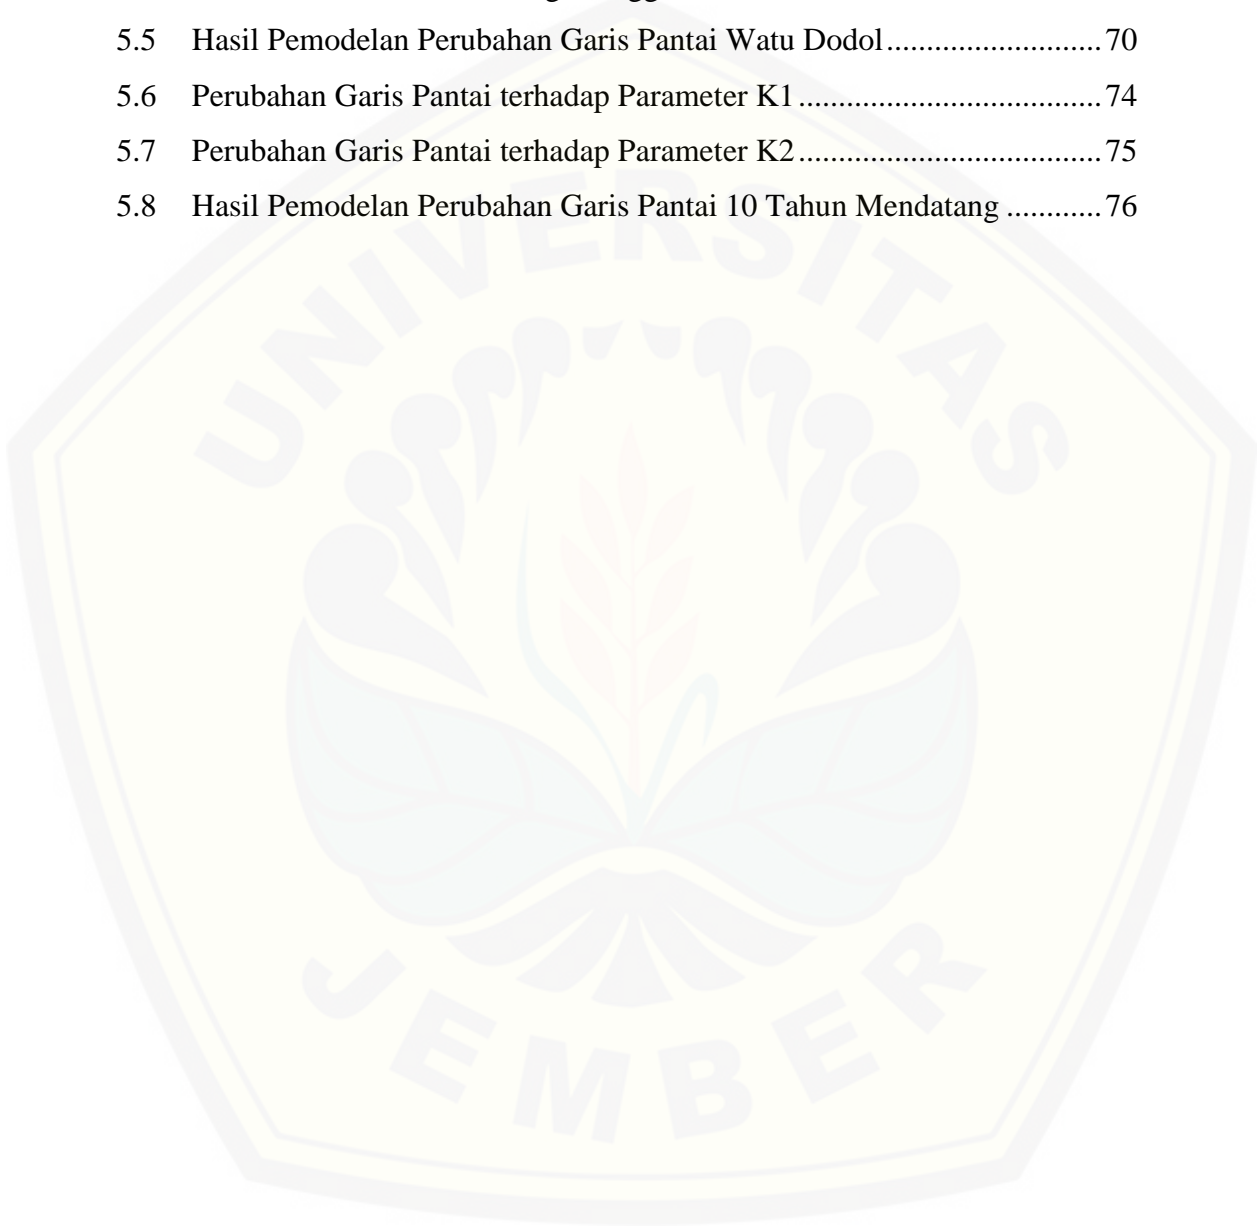 5.5 Hasil Pemodelan Perubahan Garis Pantai Watu Dodol...........................70
5.6 Perubahan Garis Pantai terhadap Parameter K1......................................74
5.7 Perubahan Garis Pantai terhadap Parameter K2......................................75
5.8 Hasil Pemodelan Perubahan Garis Pantai 10 Tahun Mendatang............76
UNIVERSITAS
JEMBER